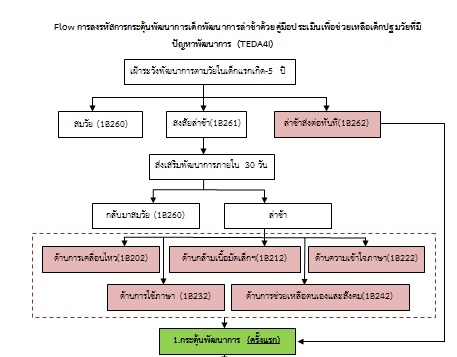 Flow การลงรหัสการกระตุ้นพัฒนาการเด็กพัฒนาการล่าช้าด้วยคู่มือประเมินเพื่อช่วยเหลือเด็กปฐมวัยที่มี
ปัญหาพัฒนาการ (TEDA4I)
เฝ้าระวังพัฒนาการตามวัยในเด็กแรกเกิด-5 ปี
สมวัย (1B260)
สงสัยล่าช้า(1B261)
ล่าช้าส่งต่อทันที(1B262)
ส่งเสริมพัฒนาการภายใน 30 วัน
กลับมาสมวัย (1B260)
ล่าช้า
ด้านการเคลื่อนไหว(1B202)
ด้านกล้ามเนื้อมัดเล็กฯ(1B212)
ด้านความเข้าใจภาษา(1B222)
ด้านการใช้ภาษา (1B232)
ด้านการช่วยเหลือตนเองและสังคม(1B242)
1.กระตุ้นพัฒนาการ (ครั้งแรก)